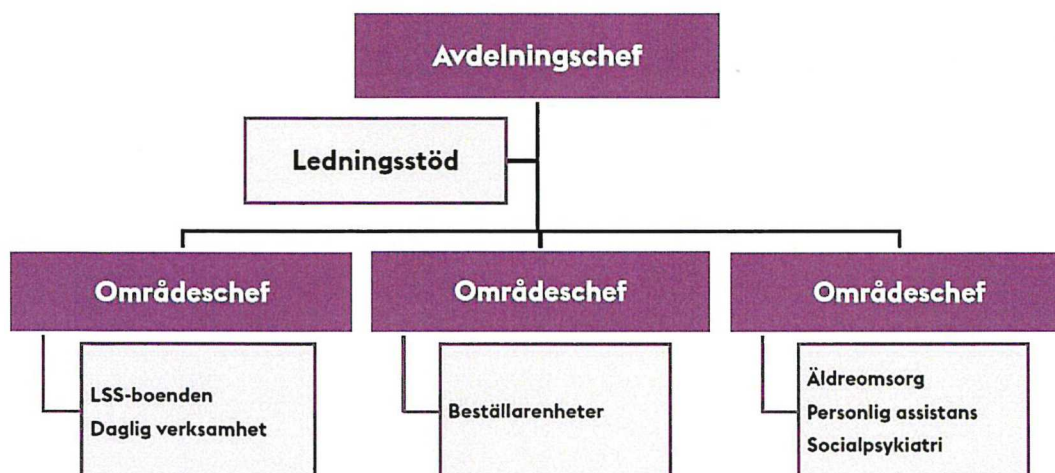 Avdelningschef
Ledningsstöd
Områdeschef
LSS-boenden
Daglig verksamhet
Områdeschef
Beställarenheter
Områdeschef
Äldreomsorg
Personlig assistans
Socialpsykiatri